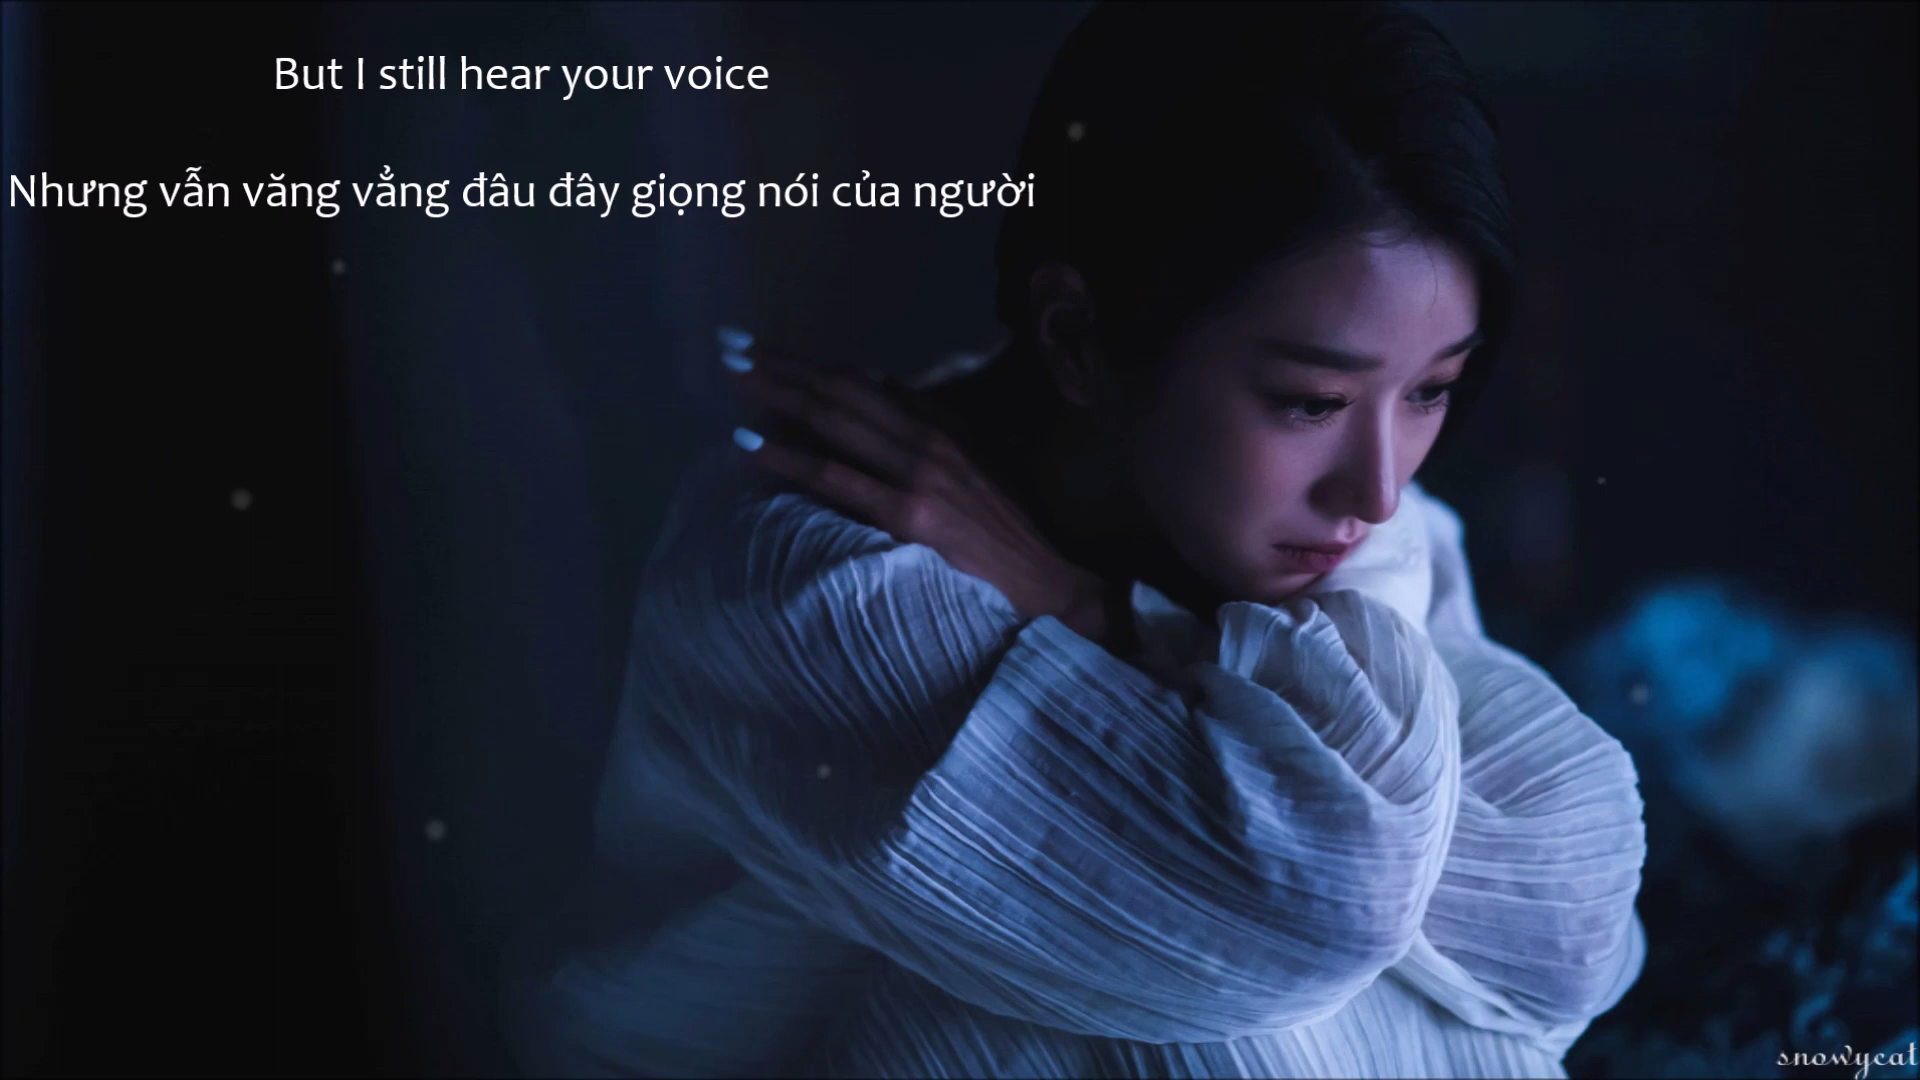 But I still hear your voice
Nhưng vẫn văng vẳng đâu đây giọng nói của người
snowycat